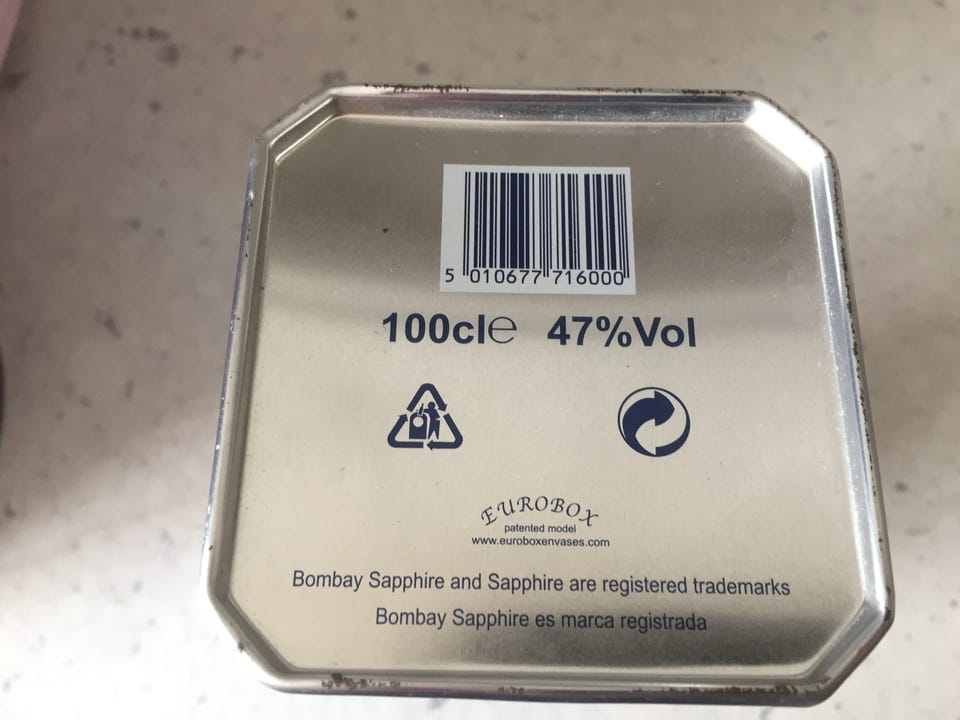 5 010677 716000
100cl℮ 47%Vol
EUROBOX
patented model
www.euroboxenvases.com
Bombay Sapphire and Sapphire are registered trademarks
Bombay Sapphire es marca registrada